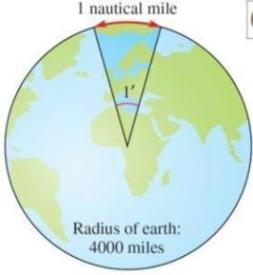 1 nautical mile
1′
Radius of earth:
4000 miles